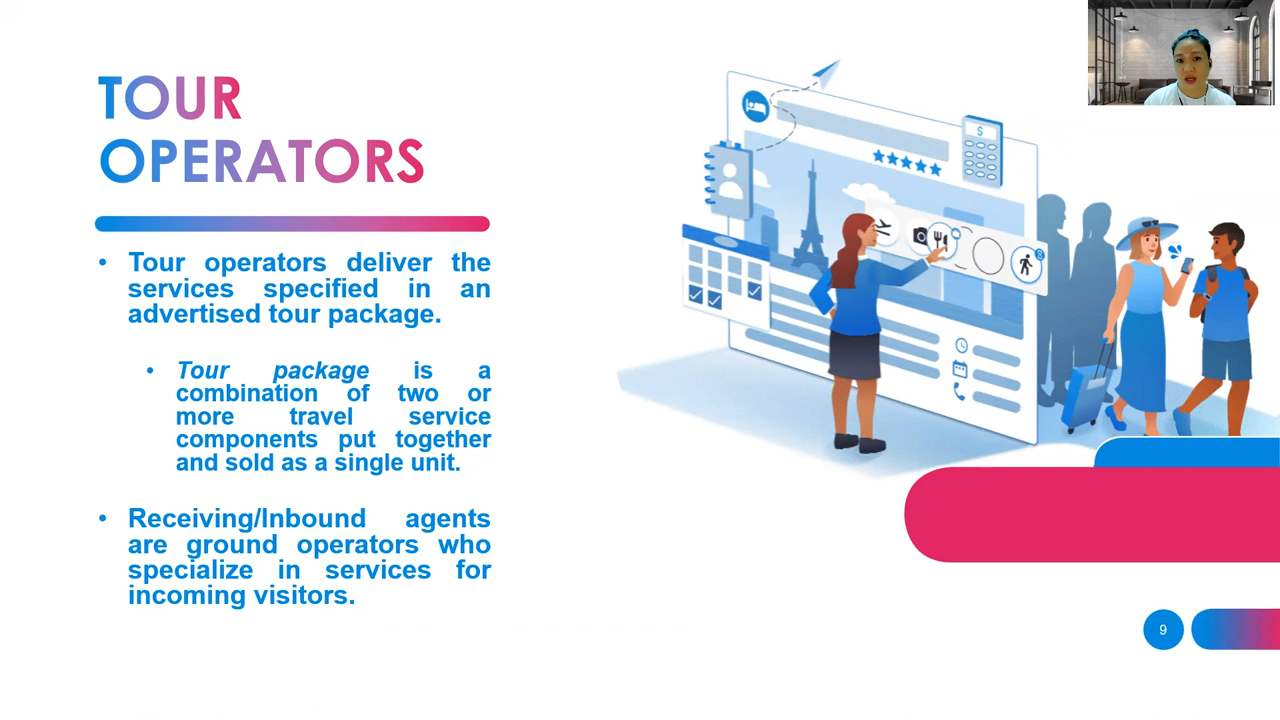 TOUR
OPERATORS
• Tour operators deliver the
services specified in an
advertised tour package.
• Tour package is a
combination of two or
more travel service
components put together
and sold as a single unit.
• Receiving/Inbound agents
are ground operators who
specialize in services for
incoming visitors.
$
9